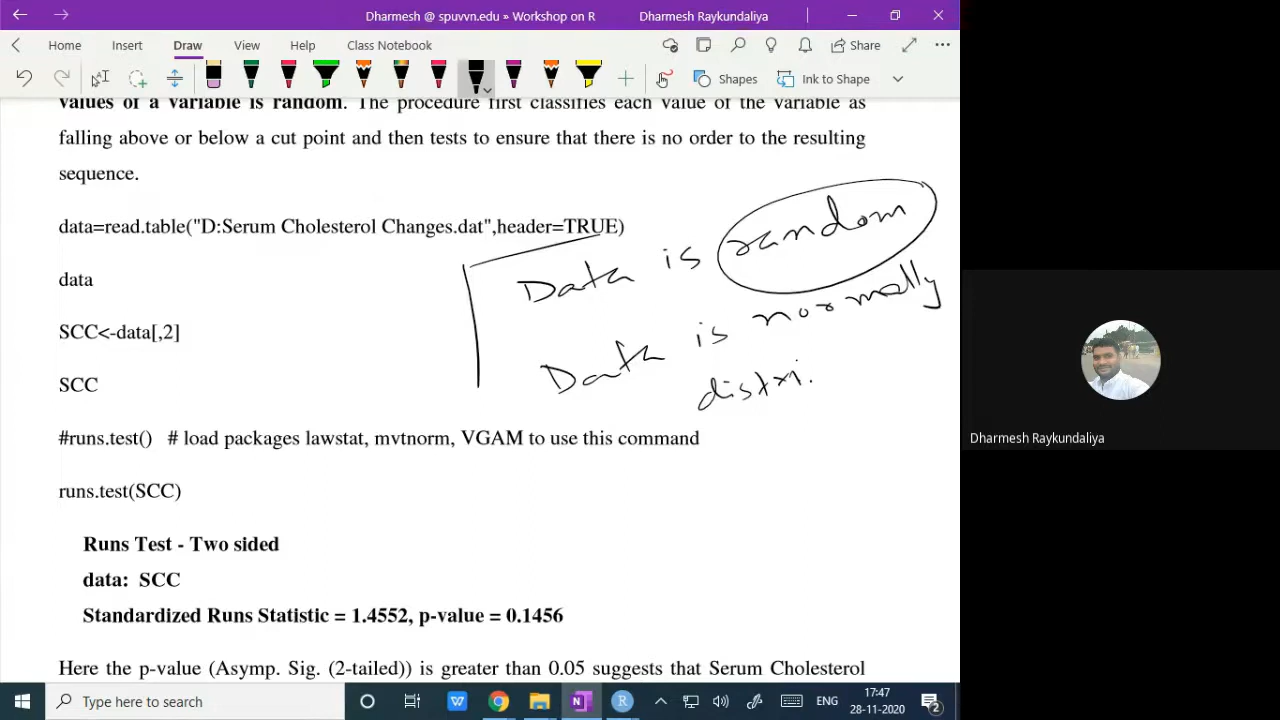 Dharmesh @ spuvvn.edu » Workshop on R
Dharmesh Raykundaliya
Home Insert Draw View Help Class Notebook Share
Shapes Ink to Shape
values of a variable is random. The procedure first classifies each value of the variable as
falling above or below a cut point and then tests to ensure that there is no order to the resulting
sequence.
data=read.table("D:Serum Cholesterol Changes.dat",header=TRUE)
Data is random
data
Data is normally
distri.
SCC<-data[,2]
SCC
#runs.test() # load packages lawstat, mvtnorm, VGAM to use this command
runs.test(SCC)
Runs Test - Two sided
data: SCC
Standardized Runs Statistic = 1.4552, p-value = 0.1456
Here the p-value (Asymp. Sig. (2-tailed)) is greater than 0.05 suggests that Serum Cholesterol
Dharmesh Raykundaliya
Type here to search
ENG
17:47
28-11-2020
2